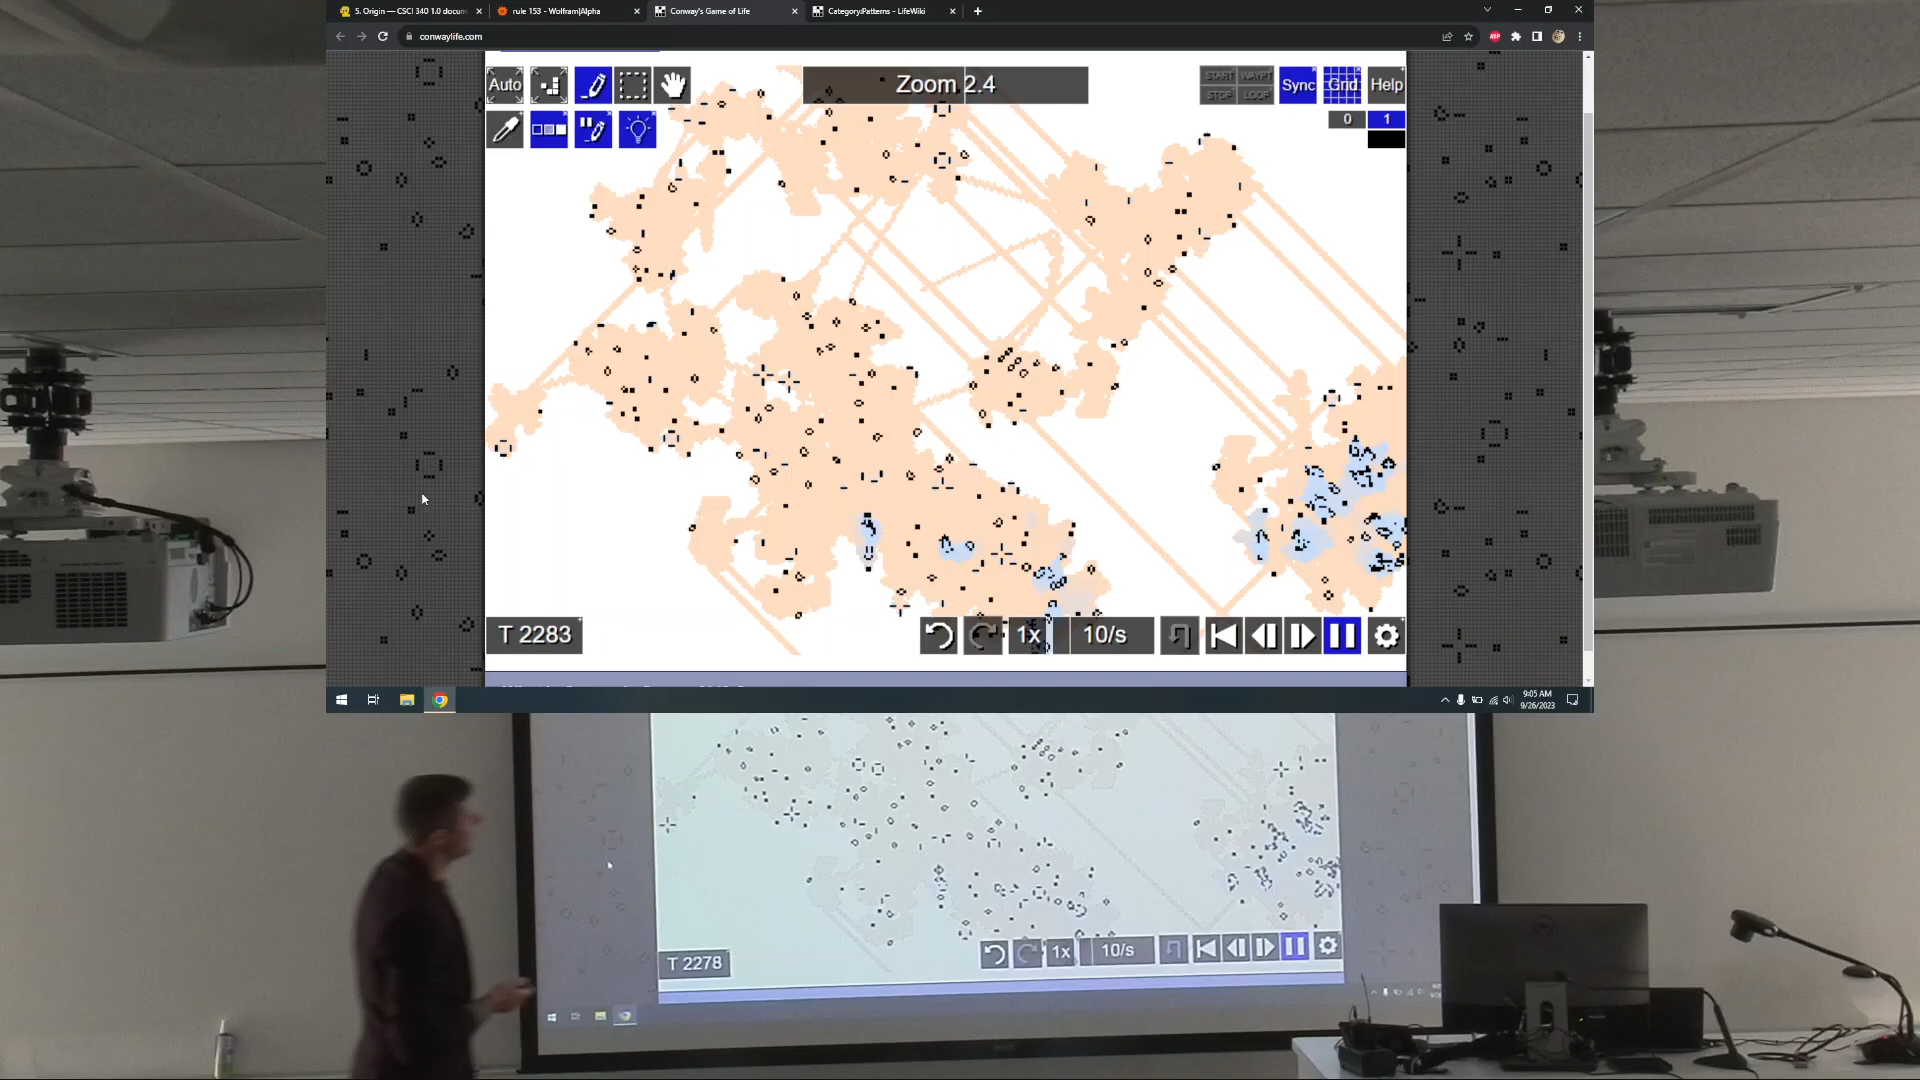 5. Origin — CSCI 340 1.0 docum
rule 153 - Wolfram|Alpha
Conway's Game of Life
Category:Patterns - LifeWiki
conwaylife.com
ABP
Auto
Zoom 2.4
START
WAYPT
STOP
LOOP
Sync
Grid
Help
0
1
T 2283
1x
10/s
9:05 AM
9/26/2023
T 2278
1x
10/s